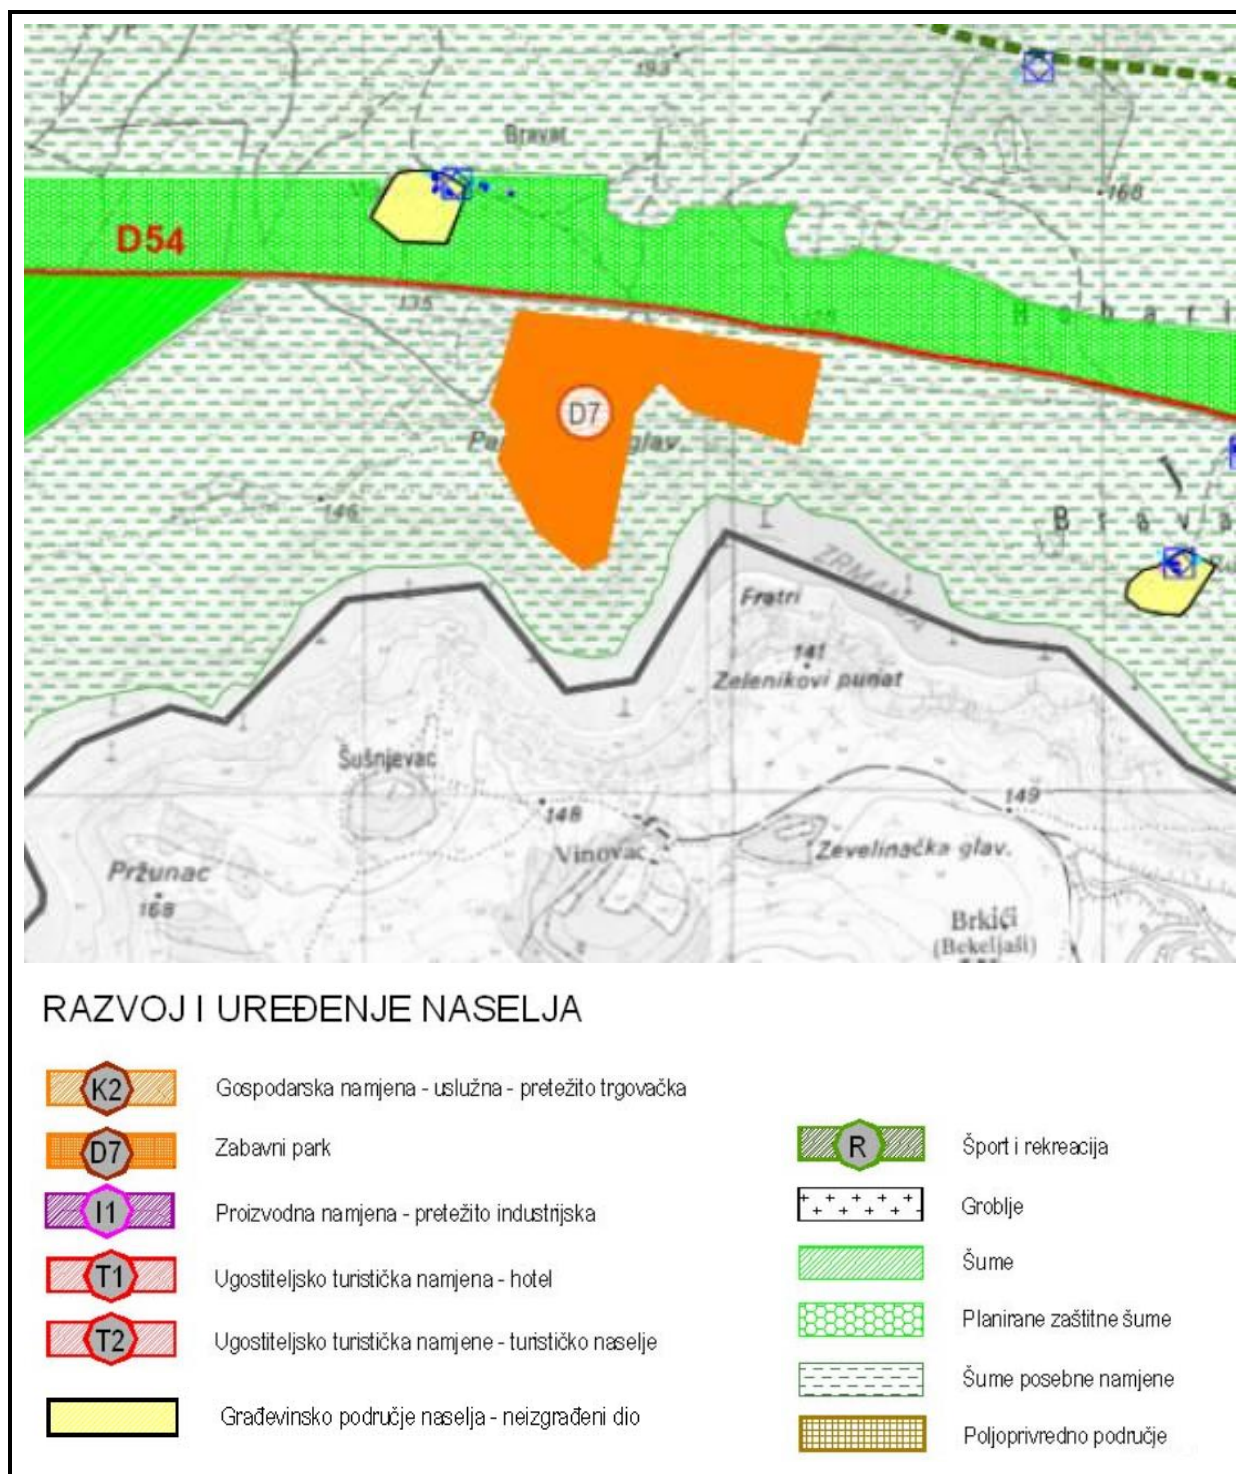 193
Bravar
168
D54
135
D7
glav.
146
ZRMANJA
Fratri
141
Zelenikovi punat
Šušnjevac
148
149
Vinovac
Zevelinačka glav.
Pržunac
168
Brkići
(Bekeljaši)
RAZVOJ I UREĐENJE NASELJA
K2 Gospodarska namjena - uslužna - pretežito trgovačka
D7 Zabavni park
I1 Proizvodna namjena - pretežito industrijska
T1 Ugostiteljsko turistička namjena - hotel
T2 Ugostiteljsko turistička namjene - turističko naselje
Građevinsko područje naselja - neizgrađeni dio
R Šport i rekreacija
Groblje
Šume
Planirane zaštitne šume
Šume posebne namjene
Poljoprivredno područje